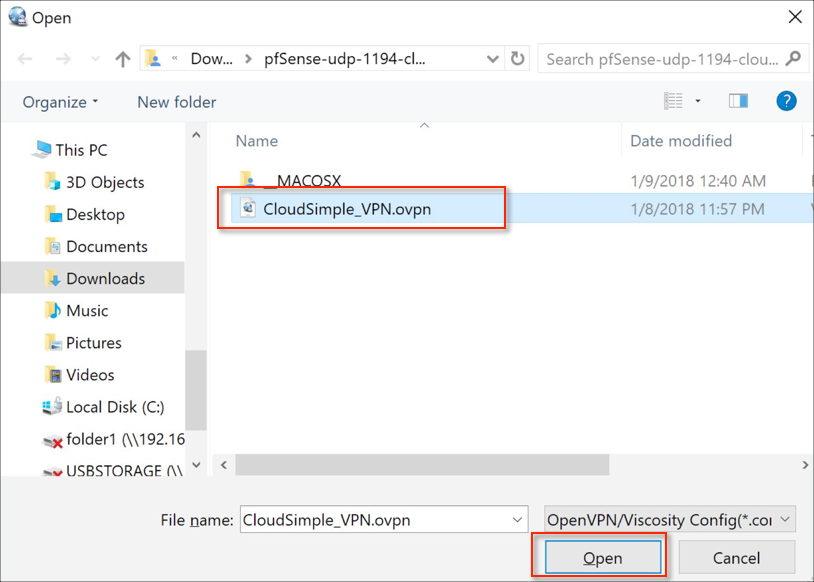 Open
« Dow... > pfSense-udp-1194-cl...
Search pfSense-udp-1194-clou...
Organize
New folder
?
This PC
3D Objects
Desktop
Documents
Downloads
Music
Pictures
Videos
Local Disk (C:)
folder1 (\\192.16
USBSTORAGE (\\
Name
Date modified
__MACOSX
1/9/2018 12:40 AM
CloudSimple_VPN.ovpn
1/8/2018 11:57 PM
File name:
CloudSimple_VPN.ovpn
OpenVPN/Viscosity Config(*.con
Open
Cancel